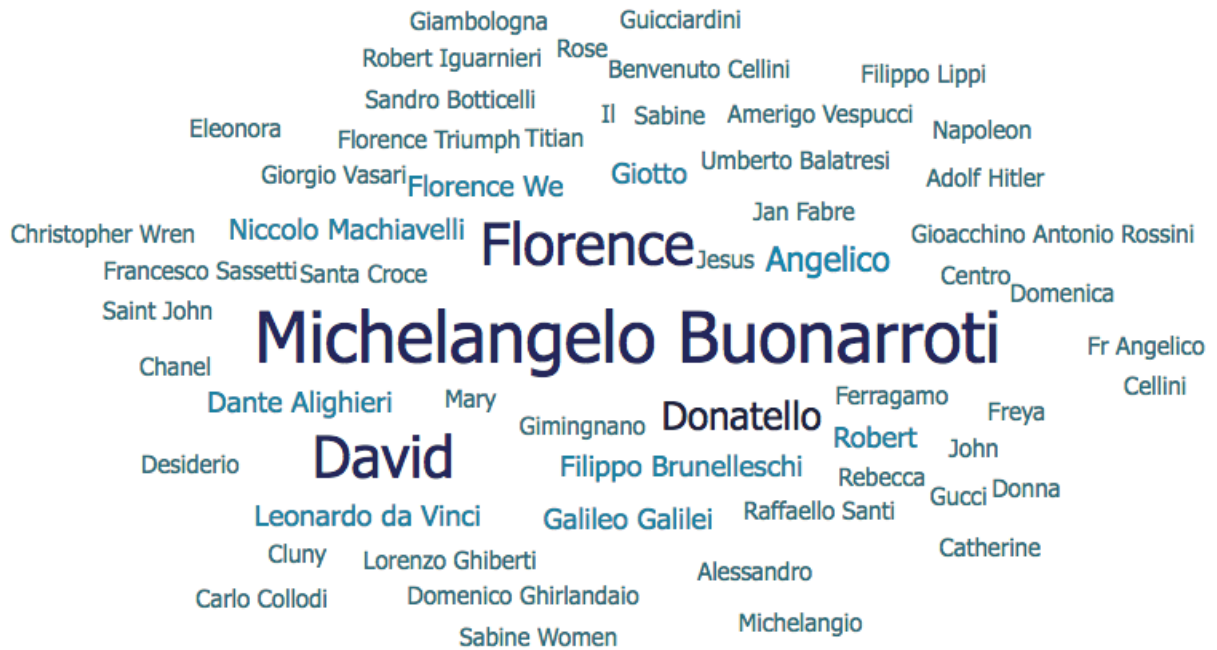 Giambologna
Guicciardini
Robert Iguarnieri
Rose
Benvenuto Cellini
Filippo Lippi
Sandro Botticelli
Il
Sabine
Amerigo Vespucci
Eleonora
Florence Triumph
Titian
Napoleon
Giorgio Vasari
Florence We
Giotto
Umberto Balatresi
Adolf Hitler
Jan Fabre
Christopher Wren
Niccolo Machiavelli
Florence
Jesus
Angelico
Gioacchino Antonio Rossini
Francesco Sassetti
Santa Croce
Centro
Domenica
Saint John
Michelangelo Buonarroti
Fr Angelico
Chanel
Cellini
Dante Alighieri
Mary
Gimingnano
Donatello
Ferragamo
Freya
Robert
John
David
Desiderio
Filippo Brunelleschi
Rebecca
Gucci
Donna
Leonardo da Vinci
Galileo Galilei
Raffaello Santi
Cluny
Lorenzo Ghiberti
Catherine
Alessandro
Carlo Collodi
Domenico Ghirlandaio
Sabine Women
Michelangio